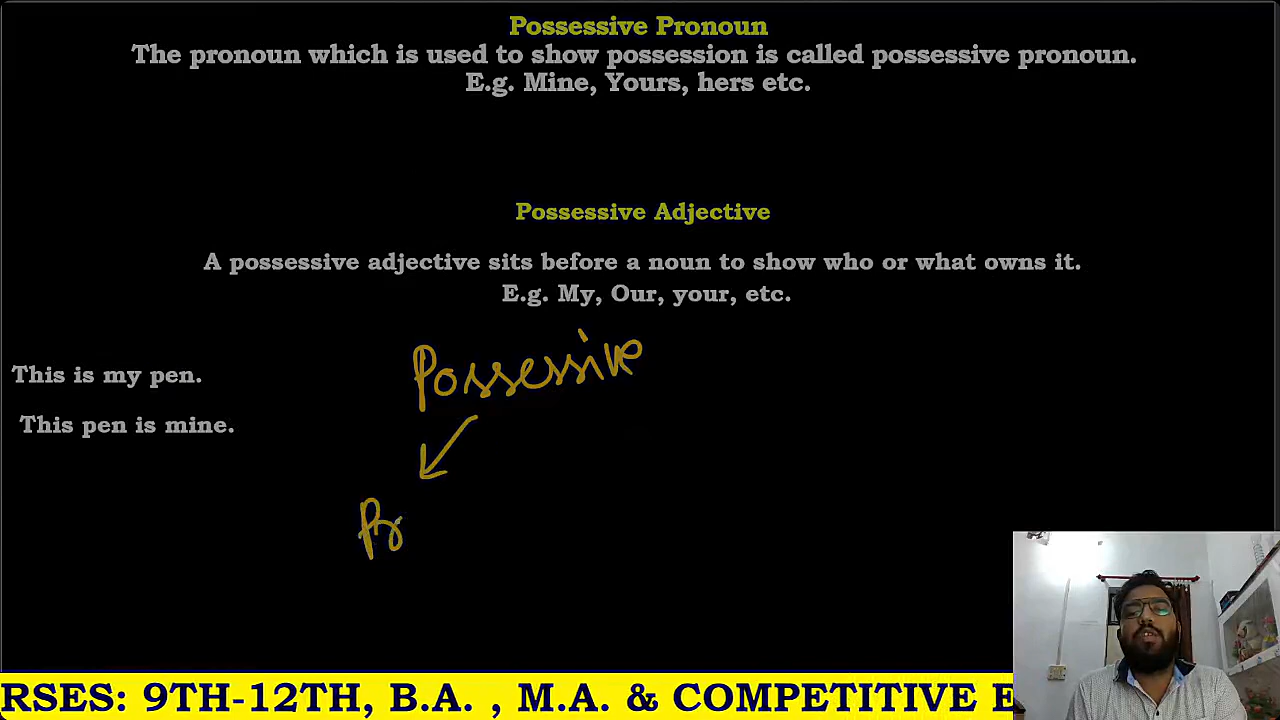 Possessive Pronoun
The pronoun which is used to show possession is called possessive pronoun.
E.g. Mine, Yours, hers etc.
Possessive Adjective
A possessive adjective sits before a noun to show who or what owns it.
E.g. My, Our, your, etc.
Possessive
This is my pen.
This pen is mine.
RSES: 9TH-12TH, B.A. , M.A. & COMPETITIVE E